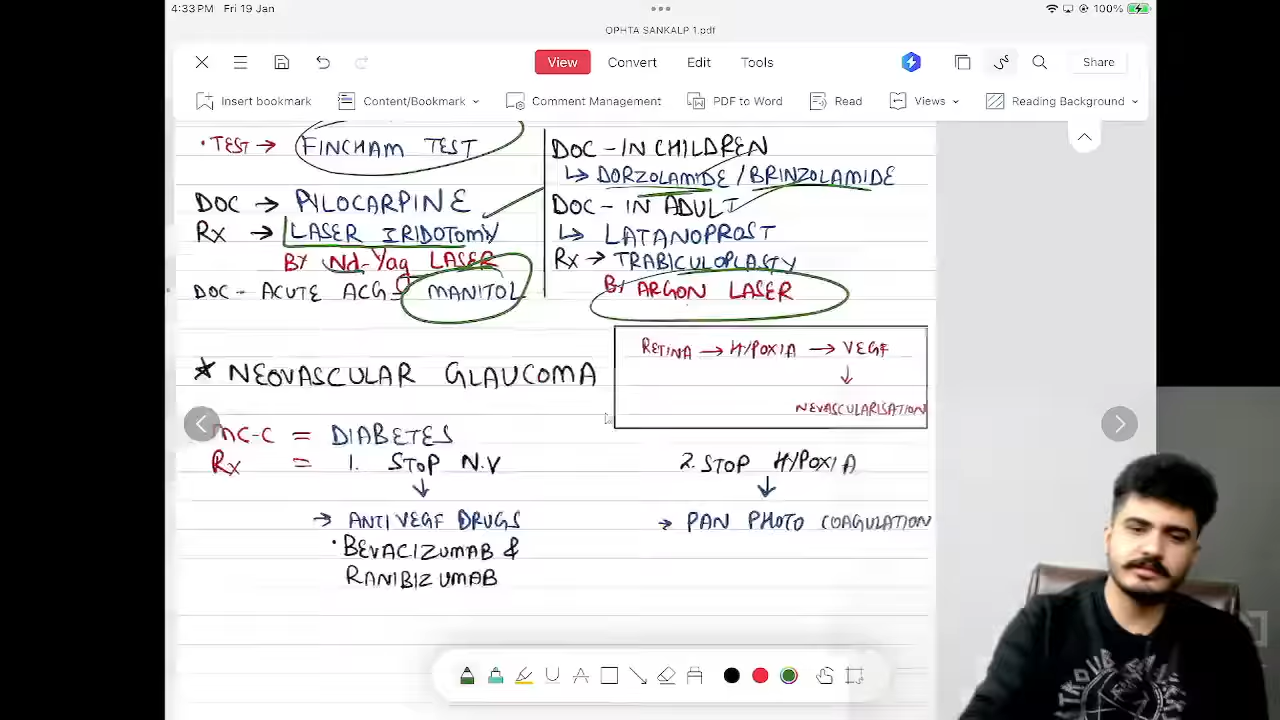 4:33PM Fri 19 Jan
100%
OPHTA SANKALP 1.pdf
View Convert Edit Tools Share
Insert bookmark Content/Bookmark Comment Management PDF to Word Read Views Reading Background
• TEST → FINCHAM TEST
DOC → PILOCARPINE
Rx → LASER IRIDOTOMY
By Nd-Yag LASER
DOC - ACUTE ACG MANITOL
DOC - IN CHILDREN
↳ DORZOLAMIDE / BRINZOLAMIDE
DOC - IN ADULT
↳ LATANOPROST
Rx → TRABICULOPLASTY
By ARGON LASER
RETINA → HYPOXIA → VEGF
↓
NEVASCULARISATION
* NEOVASCULAR GLAUCOMA
MC-C = DIABETES
Rx = 1. STOP N.V
↓
→ ANTI VEGF DRUGS
• BEVACIZUMAB &
RANIBIZUMAB
2. STOP HYPOXIA
↓
→ PAN PHOTO COAGULATION